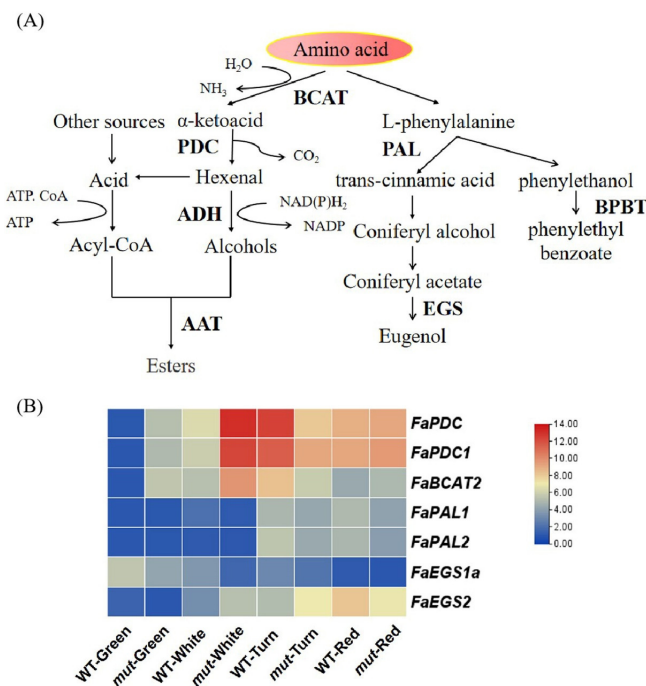 (A)
Amino acid
H₂O
NH₃
BCAT
Other sources
α-ketoacid
L-phenylalanine
PDC
CO₂
PAL
Acid
Hexenal
trans-cinnamic acid
phenylethanol
ATP. CoA
ATP
ADH
NAD(P)H₂
NADP
BPBT
Coniferyl alcohol
phenylethyl
benzoate
Acyl-CoA
Alcohols
Coniferyl acetate
AAT
EGS
Eugenol
Esters
(B)
FaPDC
FaPDC1
FaBCAT2
FaPAL1
FaPAL2
FaEGS1a
FaEGS2
14.00
12.00
10.00
8.00
6.00
4.00
2.00
0.00
WT-Green
mut-Green
WT-White
mut-White
WT-Turn
mut-Turn
WT-Red
mut-Red